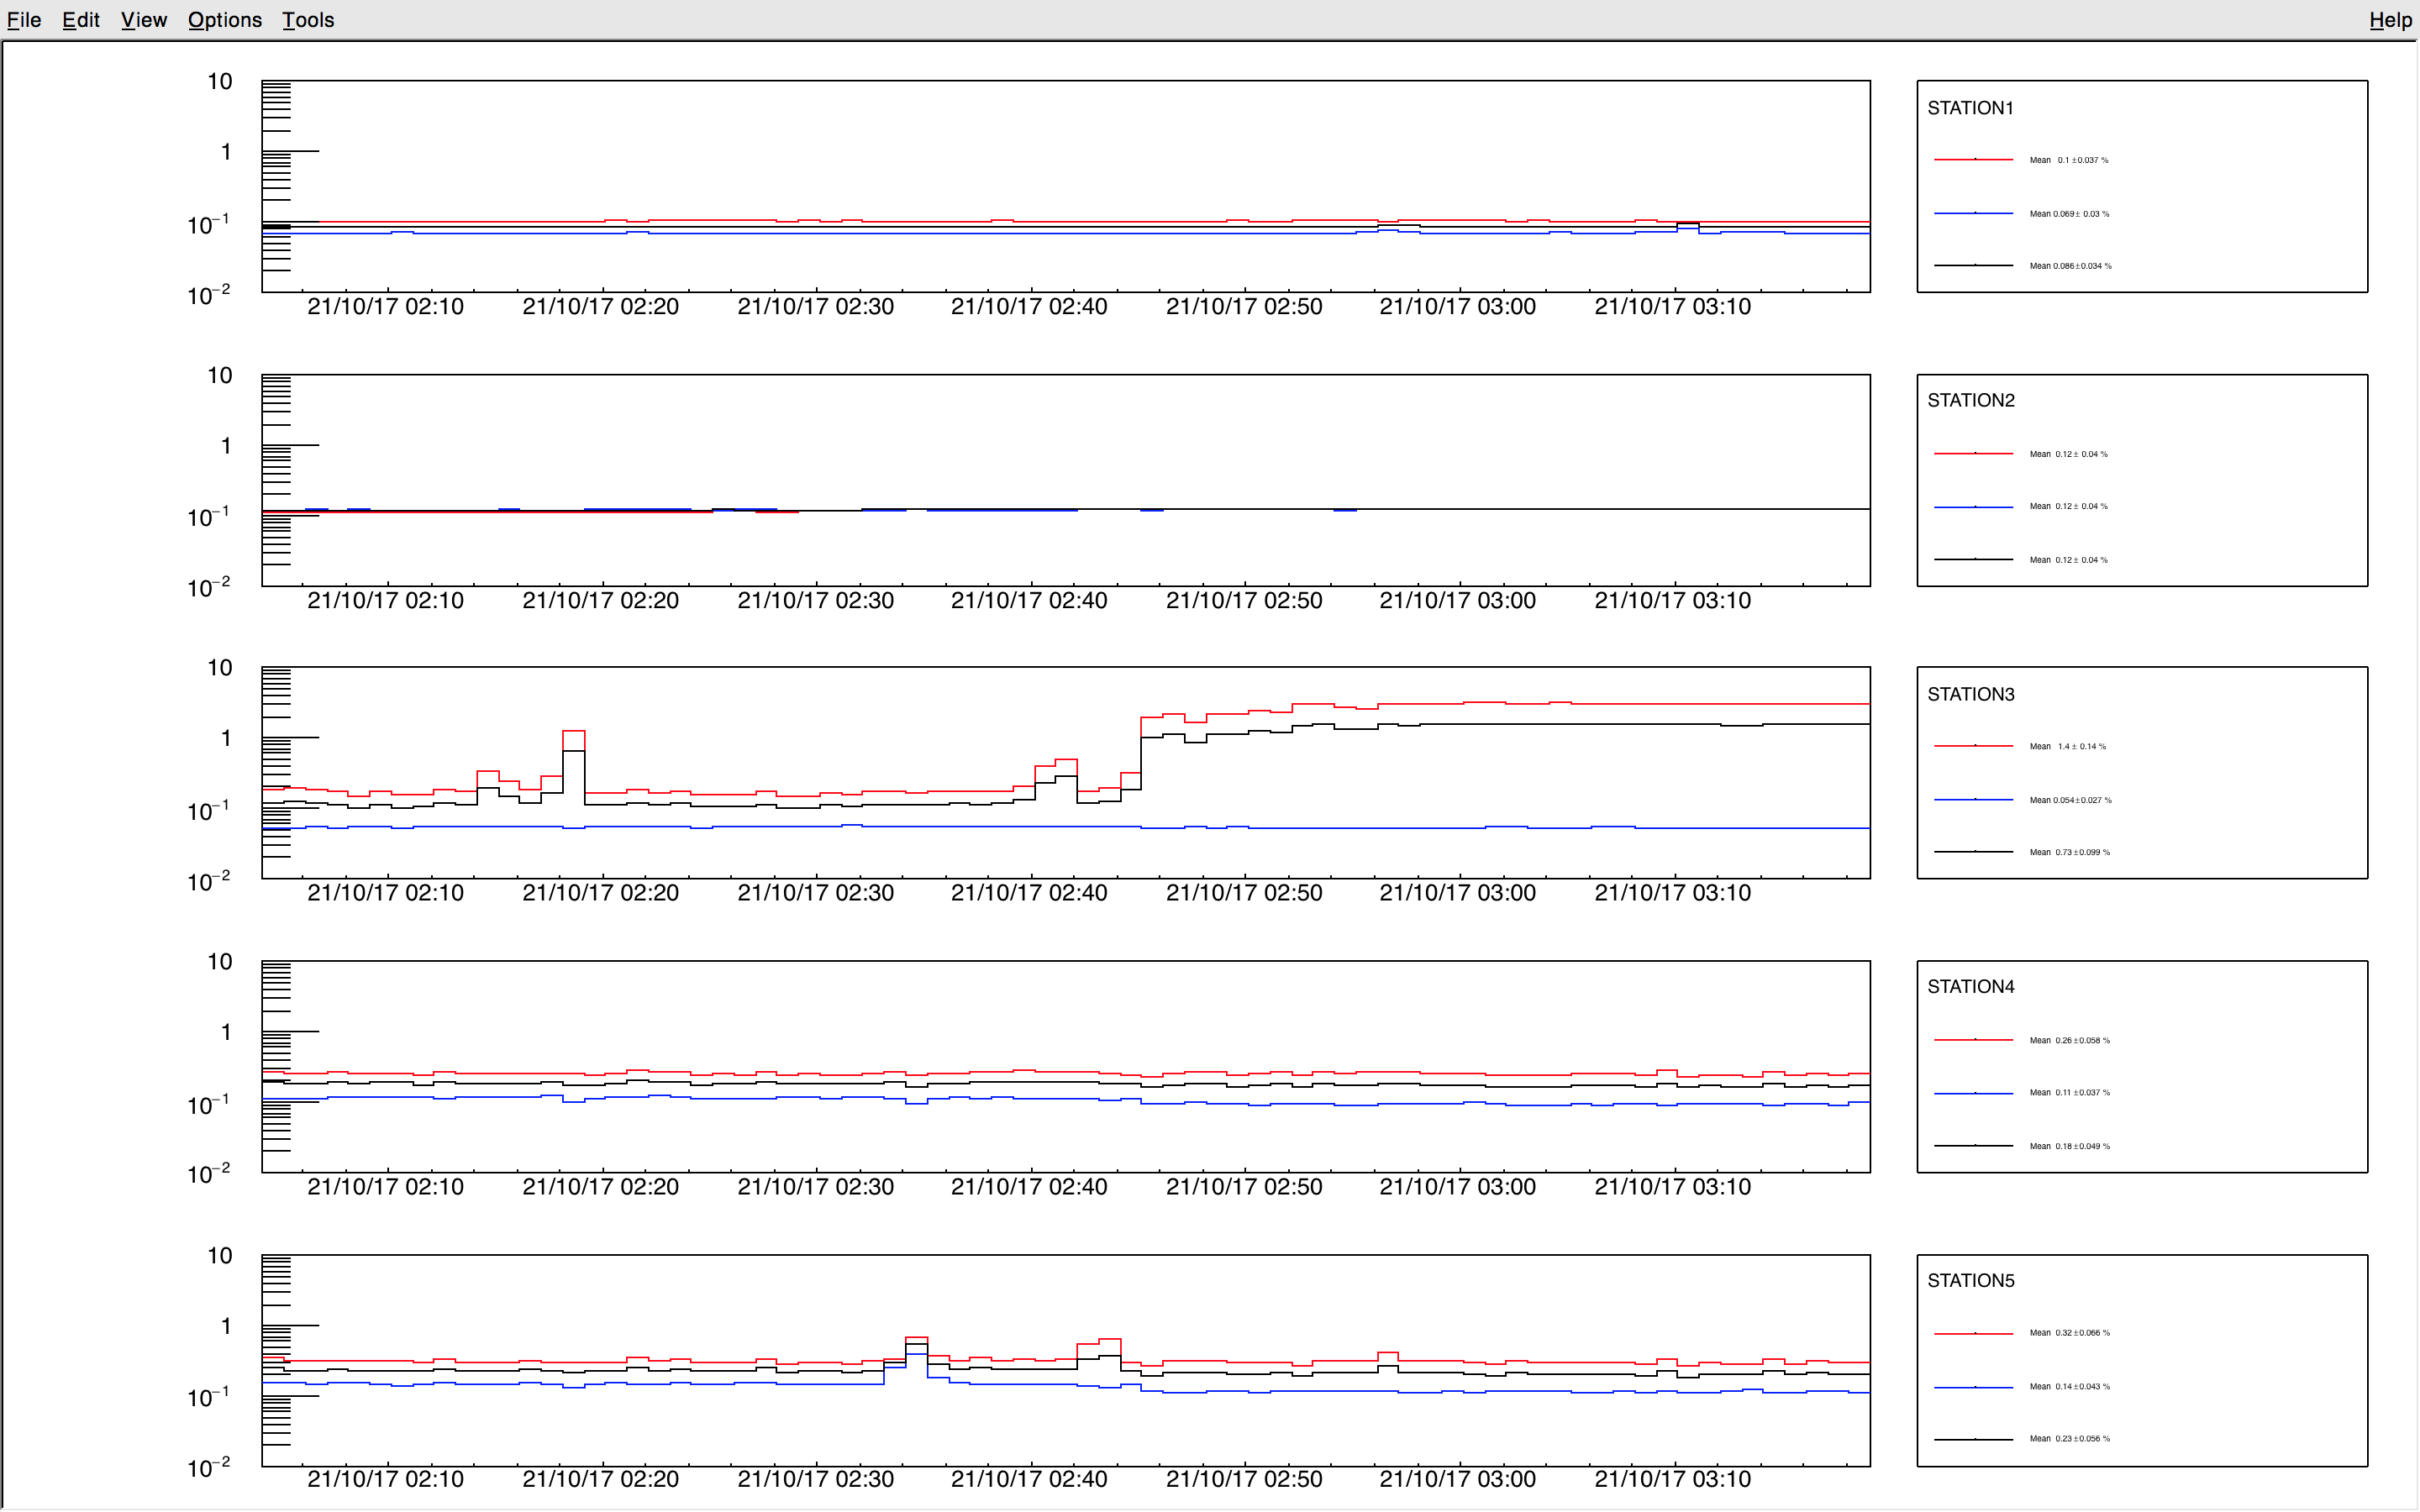 File Edit View Options Tools Help
10
STATION1
1
Mean 0.1 ±0.037 %
10−1
Mean 0.069± 0.03 %
Mean 0.086±0.034 %
10−2
21/10/17 02:10 21/10/17 02:20 21/10/17 02:30 21/10/17 02:40 21/10/17 02:50 21/10/17 03:00 21/10/17 03:10
10
STATION2
1
Mean 0.12± 0.04 %
10−1
Mean 0.12± 0.04 %
Mean 0.12± 0.04 %
10−2
21/10/17 02:10 21/10/17 02:20 21/10/17 02:30 21/10/17 02:40 21/10/17 02:50 21/10/17 03:00 21/10/17 03:10
10
STATION3
1
Mean 1.4 ± 0.14 %
10−1
Mean 0.054±0.027 %
Mean 0.73±0.099 %
10−2
21/10/17 02:10 21/10/17 02:20 21/10/17 02:30 21/10/17 02:40 21/10/17 02:50 21/10/17 03:00 21/10/17 03:10
10
STATION4
1
Mean 0.26±0.058 %
10−1
Mean 0.11±0.037 %
Mean 0.18±0.049 %
10−2
21/10/17 02:10 21/10/17 02:20 21/10/17 02:30 21/10/17 02:40 21/10/17 02:50 21/10/17 03:00 21/10/17 03:10
10
STATION5
1
Mean 0.32±0.066 %
10−1
Mean 0.14±0.043 %
Mean 0.23±0.056 %
10−2
21/10/17 02:10 21/10/17 02:20 21/10/17 02:30 21/10/17 02:40 21/10/17 02:50 21/10/17 03:00 21/10/17 03:10